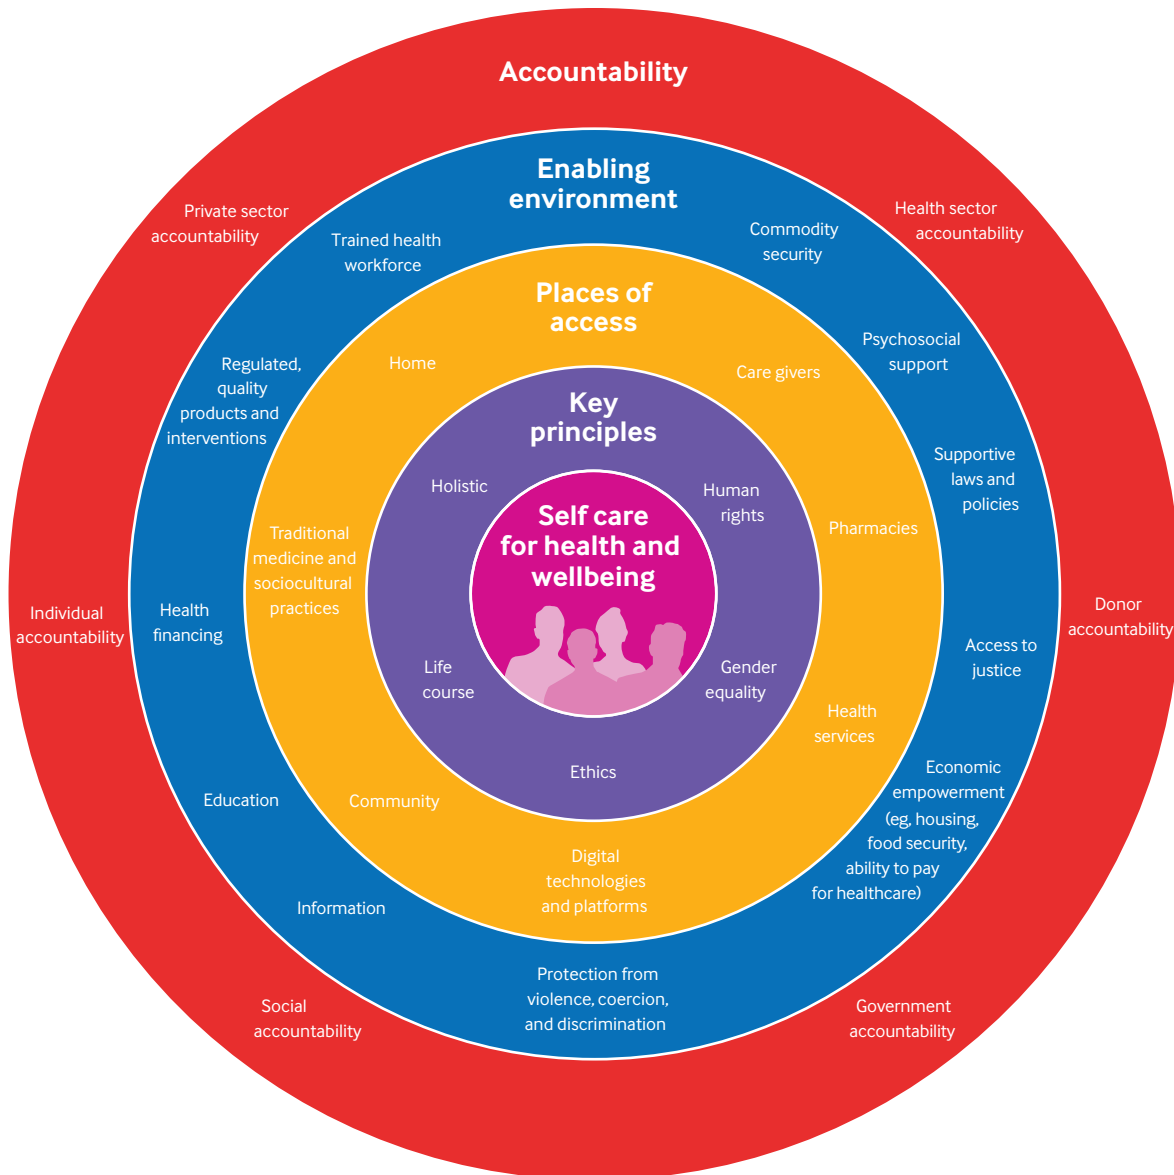 Accountability
Private sector
accountability
Health sector
accountability
Individual
accountability
Donor
accountability
Social
accountability
Government
accountability
Enabling
environment
Trained health
workforce
Commodity
security
Regulated,
quality
products and
interventions
Psychosocial
support
Supportive
laws and
policies
Health
financing
Access to
justice
Education
Economic
empowerment
(eg, housing,
food security,
ability to pay
for healthcare)
Information
Protection from
violence, coercion,
and discrimination
Places of
access
Home
Care givers
Traditional
medicine and
sociocultural
practices
Pharmacies
Health
services
Community
Digital
technologies
and platforms
Key
principles
Holistic
Human
rights
Life
course
Gender
equality
Ethics
Self care
for health and
wellbeing